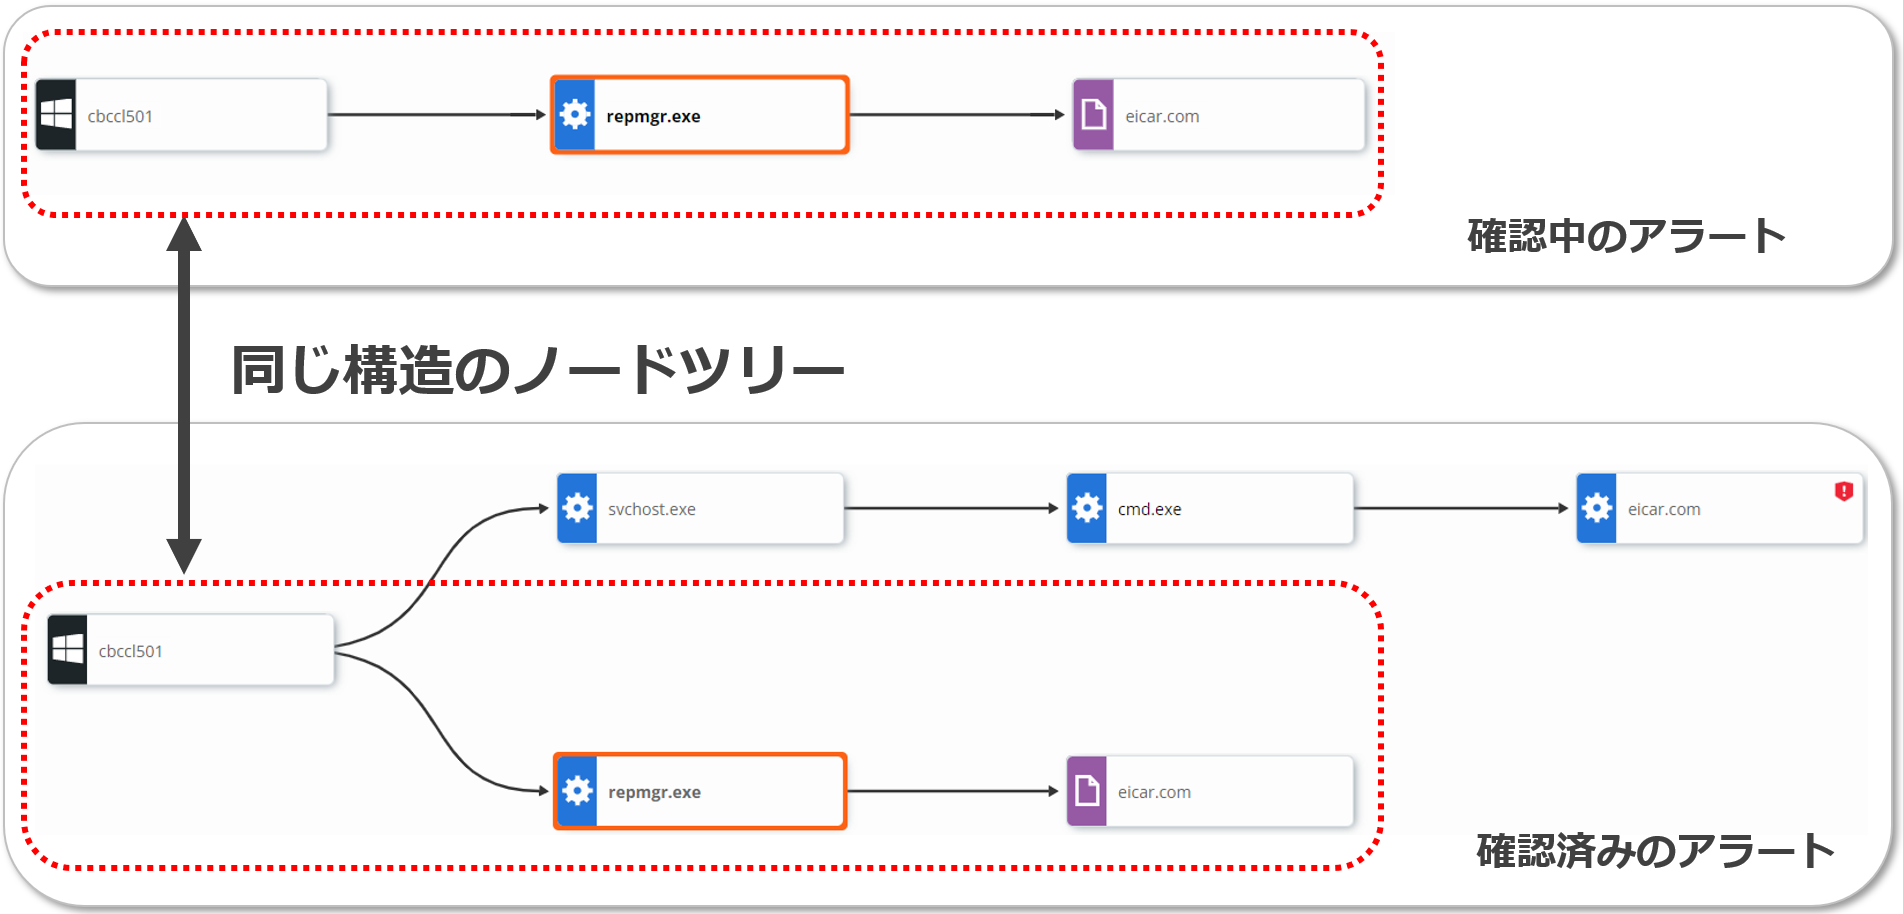 cbccl501
repmgr.exe
eicar.com
確認中のアラート
同じ構造のノードツリー
svchost.exe
cmd.exe
eicar.com
cbccl501
repmgr.exe
eicar.com
確認済みのアラート